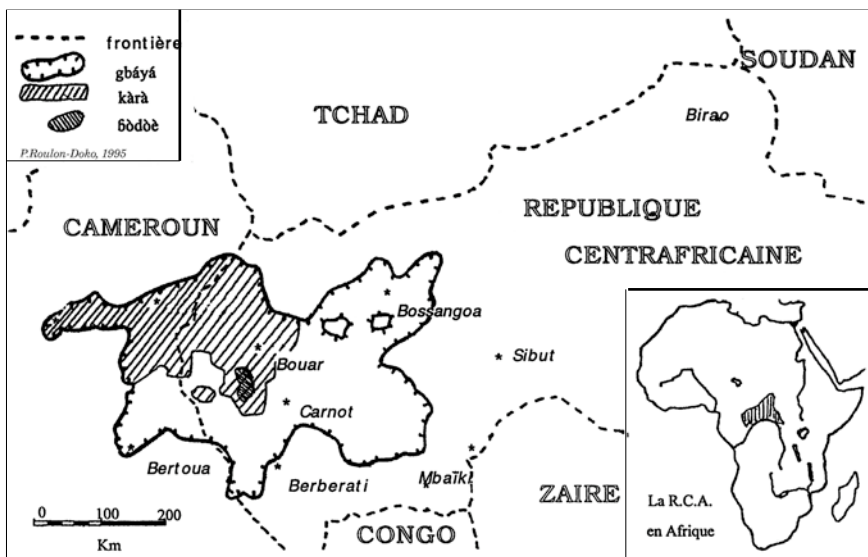 frontière
gbáyá
kàrà
ɓòdòè
P.Roulon-Doko, 1995
SOUDAN
TCHAD
Birao
CAMEROUN
REPUBLIQUE
CENTRAFRICAINE
Bossangoa
Bouar
Sibut
Carnot
Bertoua
Berberati
Mbaïki
ZAIRE
CONGO
0 100 200
Km
La R.C.A.
en Afrique